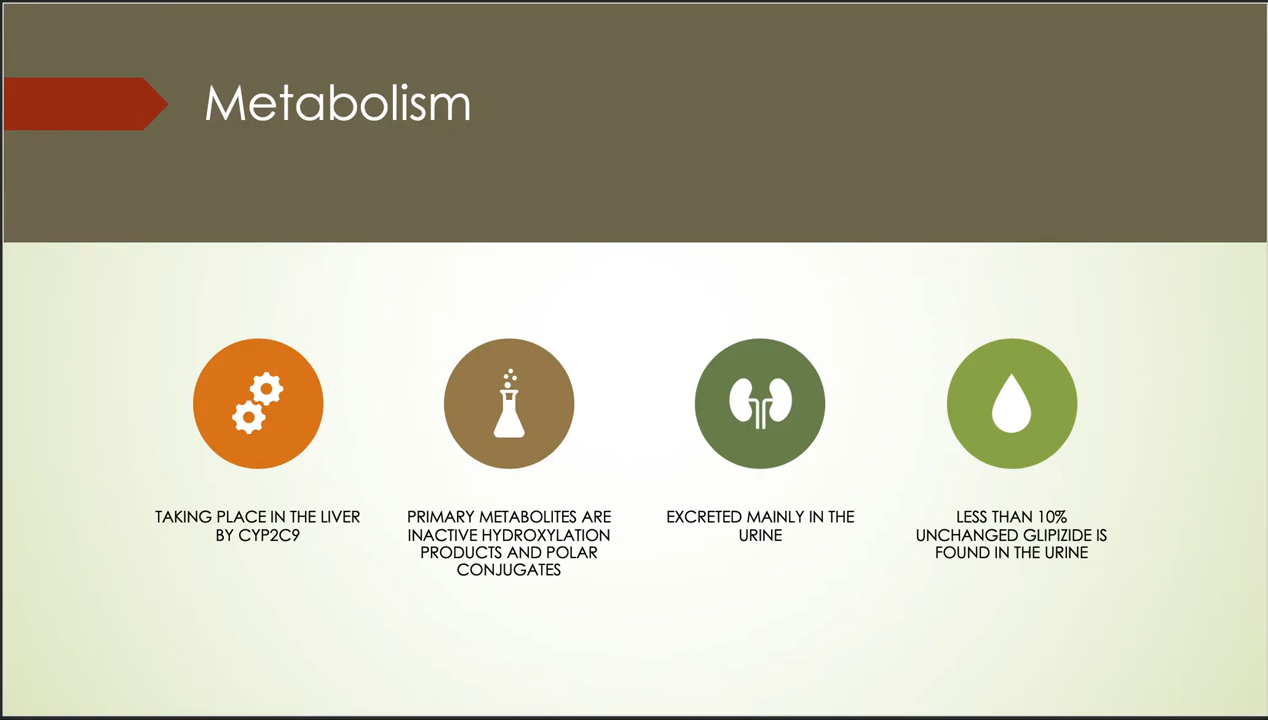 Metabolism
TAKING PLACE IN THE LIVER
BY CYP2C9
PRIMARY METABOLITES ARE
INACTIVE HYDROXYLATION
PRODUCTS AND POLAR
CONJUGATES
EXCRETED MAINLY IN THE
URINE
LESS THAN 10%
UNCHANGED GLIPIZIDE IS
FOUND IN THE URINE